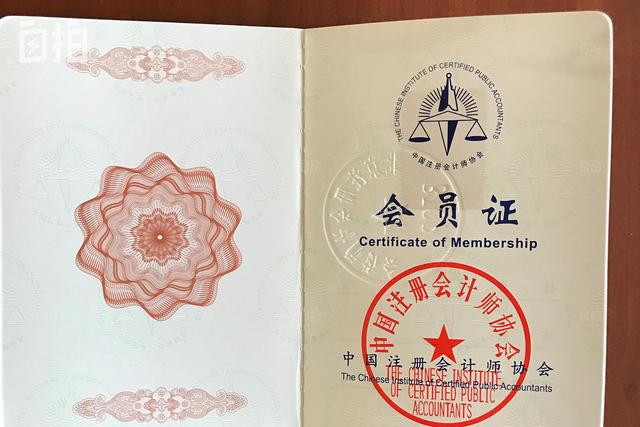 自拍
THE CHINESE INSTITUTE OF CERTIFIED PUBLIC ACCOUNTANTS
中国注册会计师协会
会员证
Certificate of Membership
中国注册会计师协会
中国注册会计师协会
The Chinese Institute of Certified Public Accountants
THE CHINESE INSTITUTE
OF CERTIFIED PUBLIC
ACCOUNTANTS